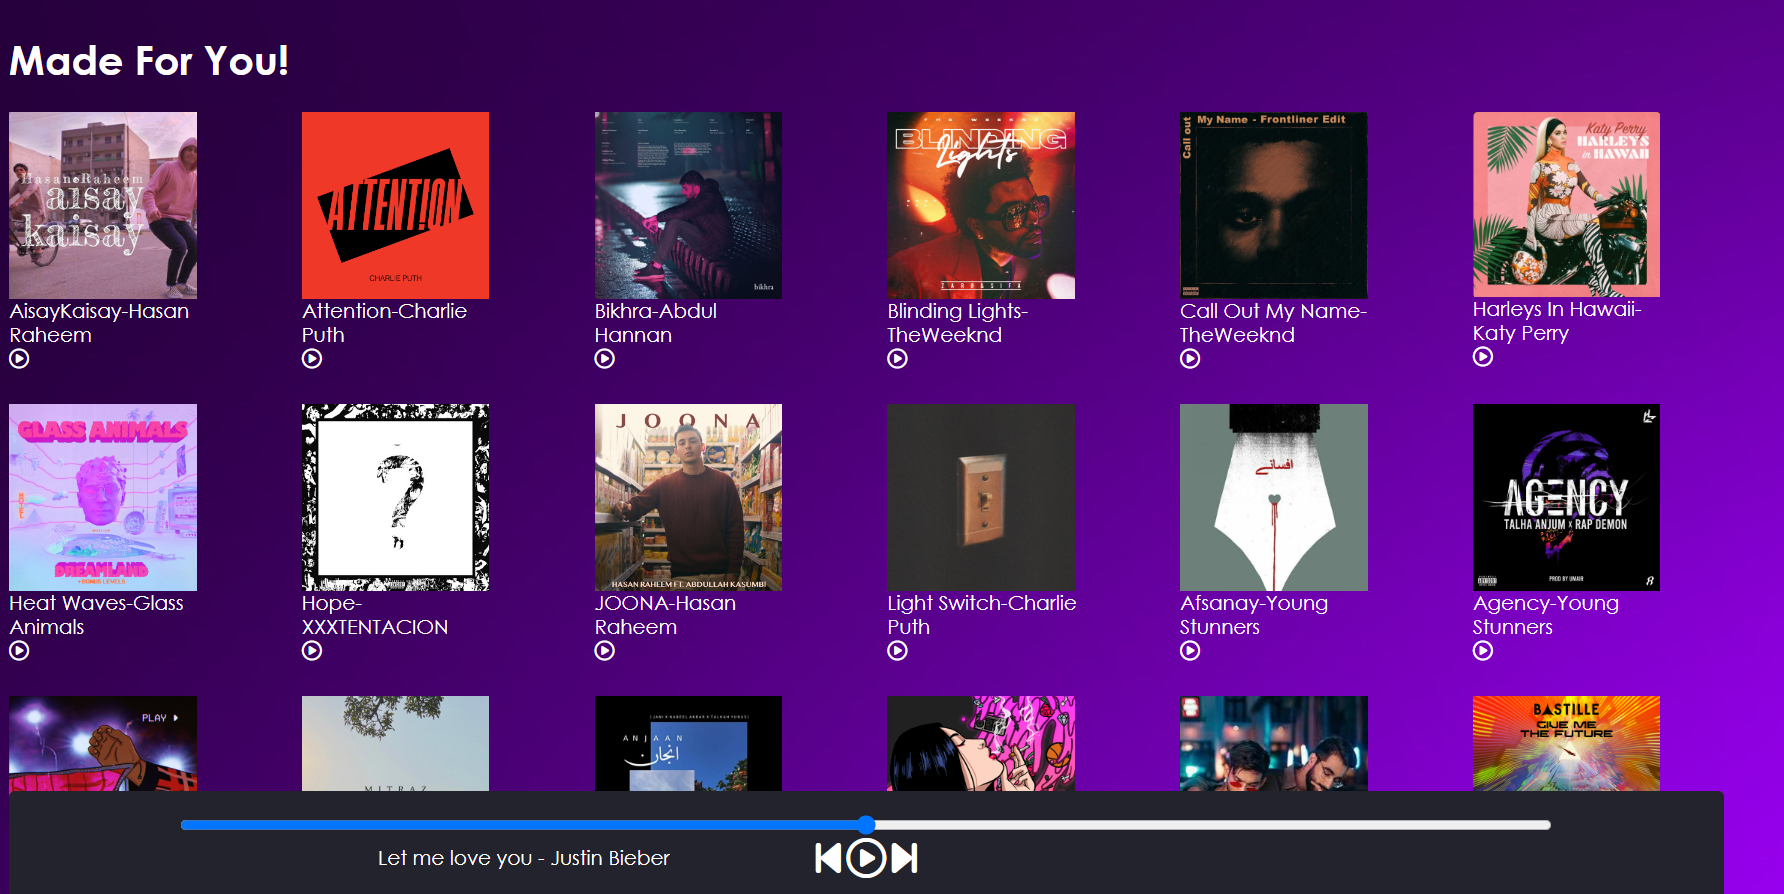 Made For You!
Hasan Raheem
aisay
kaisay
ATTENT!ON
CHARLIE PUTH
bikhra
THE WEEKND
BLINDING
Lights
Call out
My Name - Frontliner Edit
Katy Perry
HARLEYS
in HAWAII
AisayKaisay-Hasan
Raheem
Attention-Charlie
Puth
Bikhra-Abdul
Hannan
Blinding Lights-
TheWeeknd
Call Out My Name-
TheWeeknd
Harleys In Hawaii-
Katy Perry
GLASS ANIMALS
DREAMLAND
+ BONUS LEVELS
?
JOONA
HASAN RAHEEM FT. ABDULLAH KASUMBI
افسانے
AGENCY
TALHA ANJUM x RAP DEMON
PROD BY UMAIR
Heat Waves-Glass
Animals
Hope-
XXXTENTACION
JOONA-Hasan
Raheem
Light Switch-Charlie
Puth
Afsanay-Young
Stunners
Agency-Young
Stunners
PLAY
MITRAZ
ANJAAN
انجان
BASTILLE
GIVE ME
THE FUTURE
Let me love you - Justin Bieber